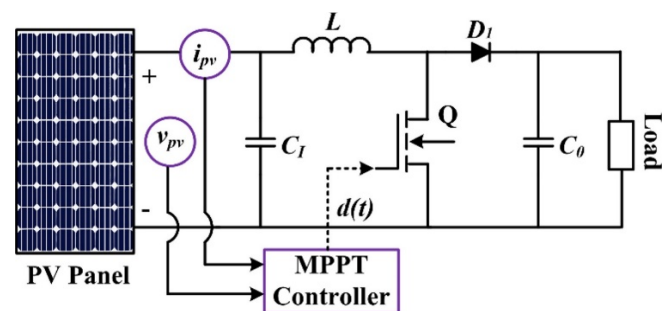 L
D1
ipv
+
vpv
CI
Q
C0
Load
-
d(t)
PV Panel
MPPT
Controller